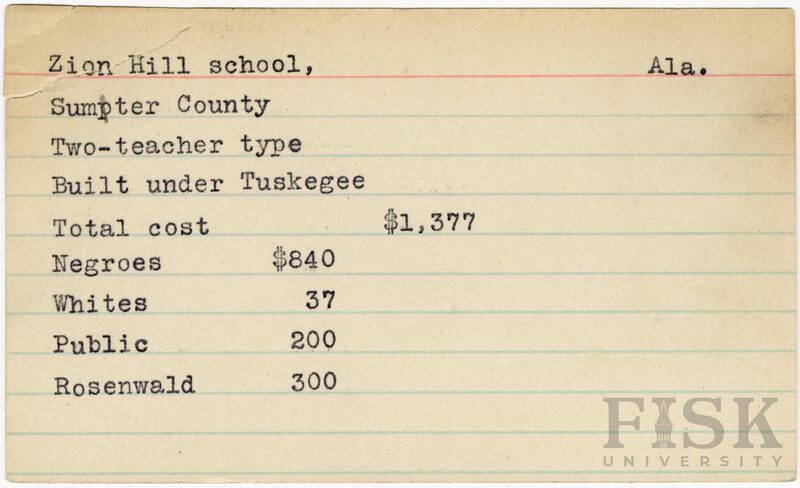 Zion Hill school, Ala.
Sumpter County
Two-teacher type
Built under Tuskegee
Total cost $1,377
Negroes $840
Whites 37
Public 200
Rosenwald 300
FISK
UNIVERSITY